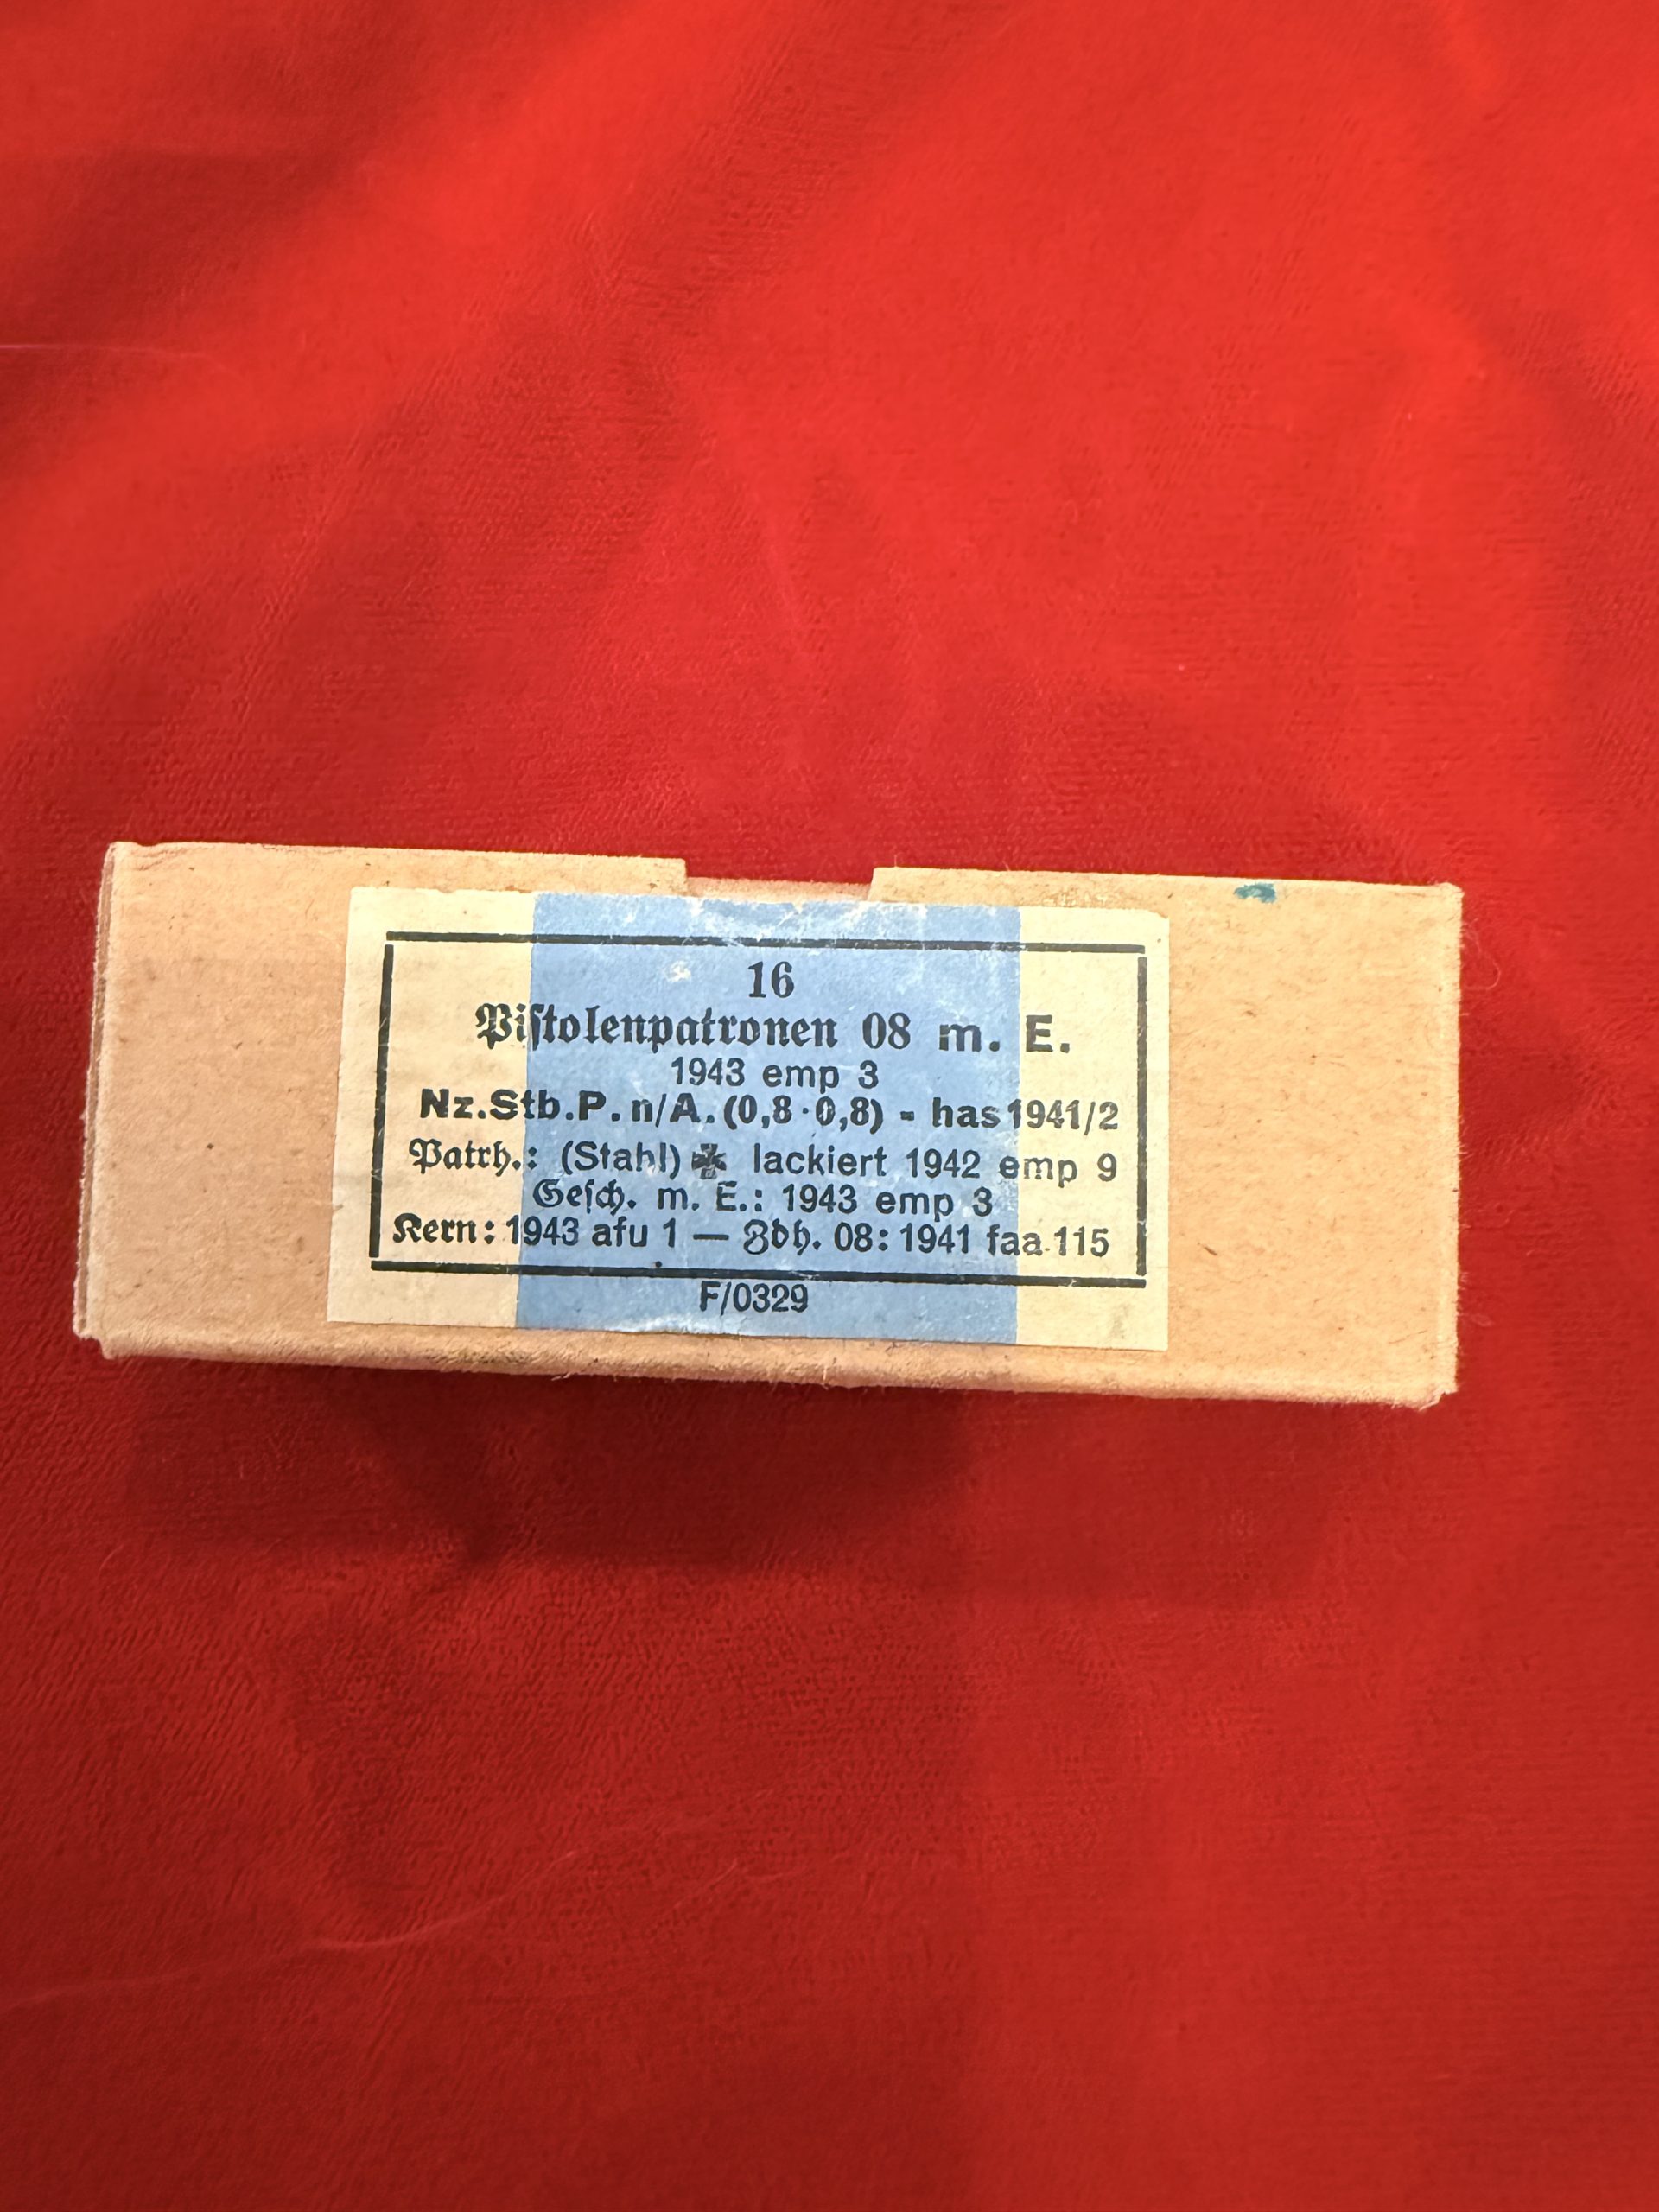 16
Piſtolenpatronen 08 m. E.
1943 emp 3
Nz.Stb.P. n/A. (0,8·0,8) - has 1941/2
Patrh.: (Stahl) ✠ lackiert 1942 emp 9
Geſch. m. E.: 1943 emp 3
Kern: 1943 afu 1 — Zdh. 08: 1941 faa 115
F/0329